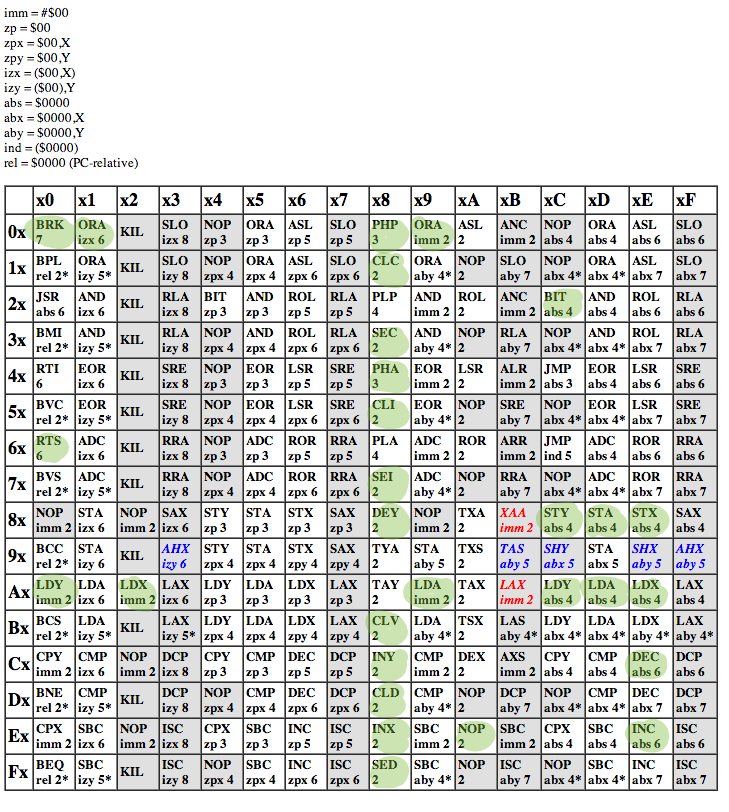 imm = #$00
zp = $00
zpx = $00,X
zpy = $00,Y
izx = ($00,X)
izy = ($00),Y
abs = $0000
abx = $0000,X
aby = $0000,Y
ind = ($0000)
rel = $0000 (PC-relative)
x0 x1 x2 x3 x4 x5 x6 x7 x8 x9 xA xB xC xD xE xF
0x BRK 7 ORA izx 6 KIL SLO izx 8 NOP zp 3 ORA zp 3 ASL zp 5 SLO zp 5 PHP 3 ORA imm 2 ASL 2 ANC imm 2 NOP abs 4 ORA abs 4 ASL abs 6 SLO abs 6
1x BPL rel 2* ORA izy 5* KIL SLO izy 8 NOP zpx 4 ORA zpx 4 ASL zpx 6 SLO zpx 6 CLC 2 ORA aby 4* NOP 2 SLO aby 7 NOP abx 4* ORA abx 4* ASL abx 7 SLO abx 7
2x JSR abs 6 AND izx 6 KIL RLA izx 8 BIT zp 3 AND zp 3 ROL zp 5 RLA zp 5 PLP 4 AND imm 2 ROL 2 ANC imm 2 BIT abs 4 AND abs 4 ROL abs 6 RLA abs 6
3x BMI rel 2* AND izy 5* KIL RLA izy 8 NOP zpx 4 AND zpx 4 ROL zpx 6 RLA zpx 6 SEC 2 AND aby 4* NOP 2 RLA aby 7 NOP abx 4* AND abx 4* ROL abx 7 RLA abx 7
4x RTI 6 EOR izx 6 KIL SRE izx 8 NOP zp 3 EOR zp 3 LSR zp 5 SRE zp 5 PHA 3 EOR imm 2 LSR 2 ALR imm 2 JMP abs 3 EOR abs 4 LSR abs 6 SRE abs 6
5x BVC rel 2* EOR izy 5* KIL SRE izy 8 NOP zpx 4 EOR zpx 4 LSR zpx 6 SRE zpx 6 CLI 2 EOR aby 4* NOP 2 SRE aby 7 NOP abx 4* EOR abx 4* LSR abx 7 SRE abx 7
6x RTS 6 ADC izx 6 KIL RRA izx 8 NOP zp 3 ADC zp 3 ROR zp 5 RRA zp 5 PLA 4 ADC imm 2 ROR 2 ARR imm 2 JMP ind 5 ADC abs 4 ROR abs 6 RRA abs 6
7x BVS rel 2* ADC izy 5* KIL RRA izy 8 NOP zpx 4 ADC zpx 4 ROR zpx 6 RRA zpx 6 SEI 2 ADC aby 4* NOP 2 RRA aby 7 NOP abx 4* ADC abx 4* ROR abx 7 RRA abx 7
8x NOP imm 2 STA izx 6 NOP imm 2 SAX izx 6 STY zp 3 STA zp 3 STX zp 3 SAX zp 3 DEY 2 NOP imm 2 TXA 2 XAA imm 2 STY abs 4 STA abs 4 STX abs 4 SAX abs 4
9x BCC rel 2* STA izy 6 KIL AHX izy 6 STY zpx 4 STA zpx 4 STX zpy 4 SAX zpy 4 TYA 2 STA aby 5 TXS 2 TAS aby 5 SHY abx 5 STA abx 5 SHX aby 5 AHX aby 5
Ax LDY imm 2 LDA izx 6 LDX imm 2 LAX izx 6 LDY zp 3 LDA zp 3 LDX zp 3 LAX zp 3 TAY 2 LDA imm 2 TAX 2 LAX imm 2 LDY abs 4 LDA abs 4 LDX abs 4 LAX abs 4
Bx BCS rel 2* LDA izy 5* KIL LAX izy 5* LDY zpx 4 LDA zpx 4 LDX zpy 4 LAX zpy 4 CLV 2 LDA aby 4* TSX 2 LAS aby 4* LDY abx 4* LDA abx 4* LDX aby 4* LAX aby 4*
Cx CPY imm 2 CMP izx 6 NOP imm 2 DCP izx 8 CPY zp 3 CMP zp 3 DEC zp 5 DCP zp 5 INY 2 CMP imm 2 DEX 2 AXS imm 2 CPY abs 4 CMP abs 4 DEC abs 6 DCP abs 6
Dx BNE rel 2* CMP izy 5* KIL DCP izy 8 NOP zpx 4 CMP zpx 4 DEC zpx 6 DCP zpx 6 CLD 2 CMP aby 4* NOP 2 DCP aby 7 NOP abx 4* CMP abx 4* DEC abx 7 DCP abx 7
Ex CPX imm 2 SBC izx 6 NOP imm 2 ISC izx 8 CPX zp 3 SBC zp 3 INC zp 5 ISC zp 5 INX 2 SBC imm 2 NOP 2 SBC imm 2 CPX abs 4 SBC abs 4 INC abs 6 ISC abs 6
Fx BEQ rel 2* SBC izy 5* KIL ISC izy 8 NOP zpx 4 SBC zpx 4 INC zpx 6 ISC zpx 6 SED 2 SBC aby 4* NOP 2 ISC aby 7 NOP abx 4* SBC abx 4* INC abx 7 ISC abx 7